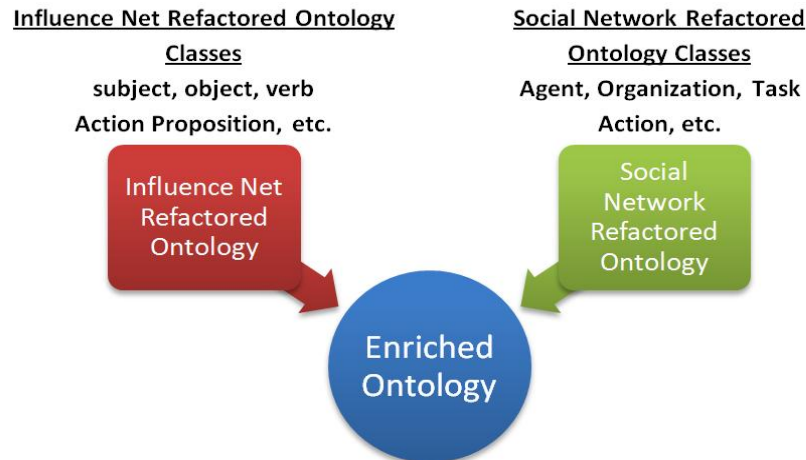 Influence Net Refactored Ontology
Classes
subject, object, verb
Action Proposition, etc.
Social Network Refactored
Ontology Classes
Agent, Organization, Task
Action, etc.
Influence Net
Refactored
Ontology
Social
Network
Refactored
Ontology
Enriched
Ontology